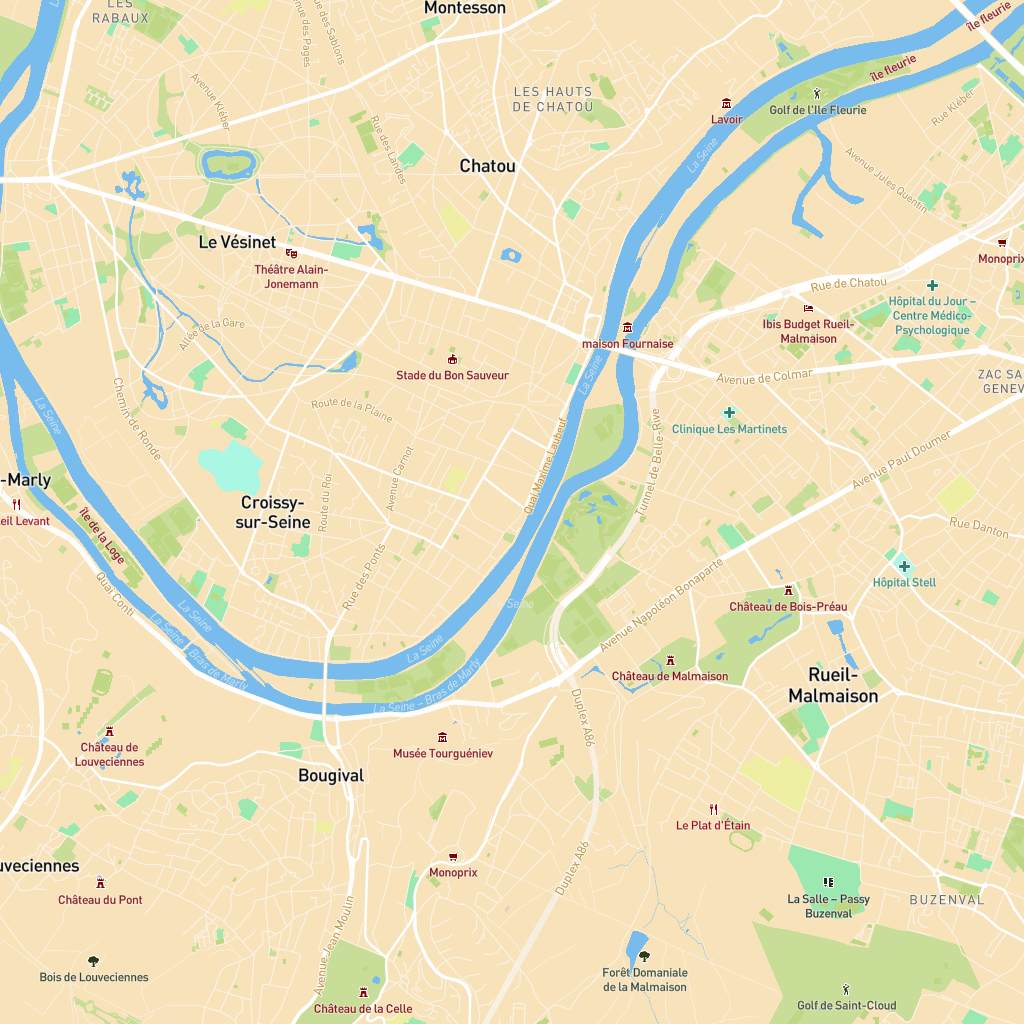 LES
RABAUX
Montesson
Avenue des Pages
Avenue des Sablons
île fleurie
île fleurie
Avenue Kléber
LES HAUTS
DE CHATOU
Golf de l'Ile Fleurie
Lavoir
Rue Kléber
Rue des Landes
Chatou
La Seine
Avenue Jules Quentin
Le Vésinet
Théâtre Alain-
Jonemann
Monoprix
Rue de Chatou
Hôpital du Jour –
Centre Médico-
Psychologique
Allée de la Gare
Ibis Budget Rueil-
Malmaison
maison Fournaise
Stade du Bon Sauveur
La Seine
Avenue de Colmar
ZAC SA
GENEV
Chemin de Ronde
La Seine
Route de la Plaine
Clinique Les Martinets
Quai Maxime Laubeuf
Tunnel de Belle-Rive
Avenue Paul Doumer
-Marly
Avenue Carnot
Route du Roi
eil Levant
Croissy-
sur-Seine
île de la Loge
Rue Danton
Rue des Ponts
Quai Conti
Hôpital Stell
La Seine
La Seine
Avenue Napoléon Bonaparte
Château de Bois-Préau
La Seine – Bras de Marly
La Seine
Château de Malmaison
Rueil-
Malmaison
La Seine – Bras de Marly
Duplex A86
Château de
Louveciennes
Musée Tourguéniev
Bougival
Le Plat d'Étain
uveciennes
Monoprix
Duplex A86
Château du Pont
La Salle – Passy
Buzenval
BUZENVAL
Avenue Jean Moulin
Bois de Louveciennes
Forêt Domaniale
de la Malmaison
Château de la Celle
Golf de Saint-Cloud